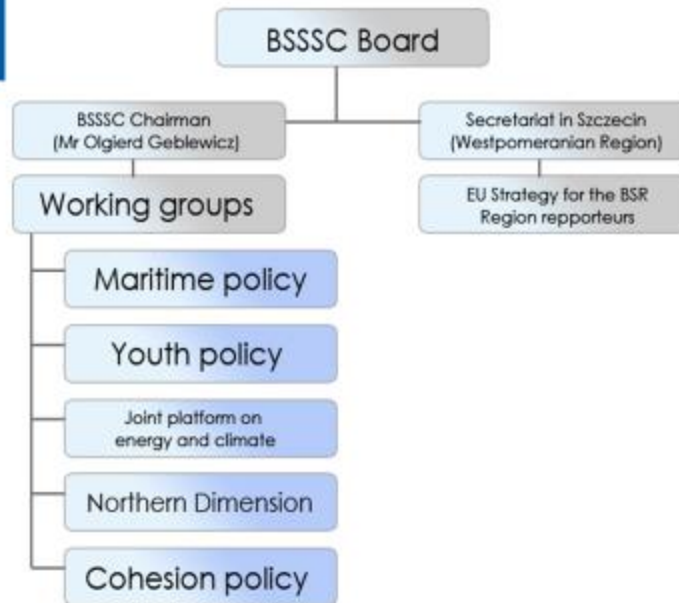 BSSSC Board
BSSSC Chairman
(Mr Olgierd Geblewicz)
Secretariat in Szczecin
(Westpomeranian Region)
Working groups
EU Strategy for the BSR
Region repporteurs
Maritime policy
Youth policy
Joint platform on
energy and climate
Northern Dimension
Cohesion policy